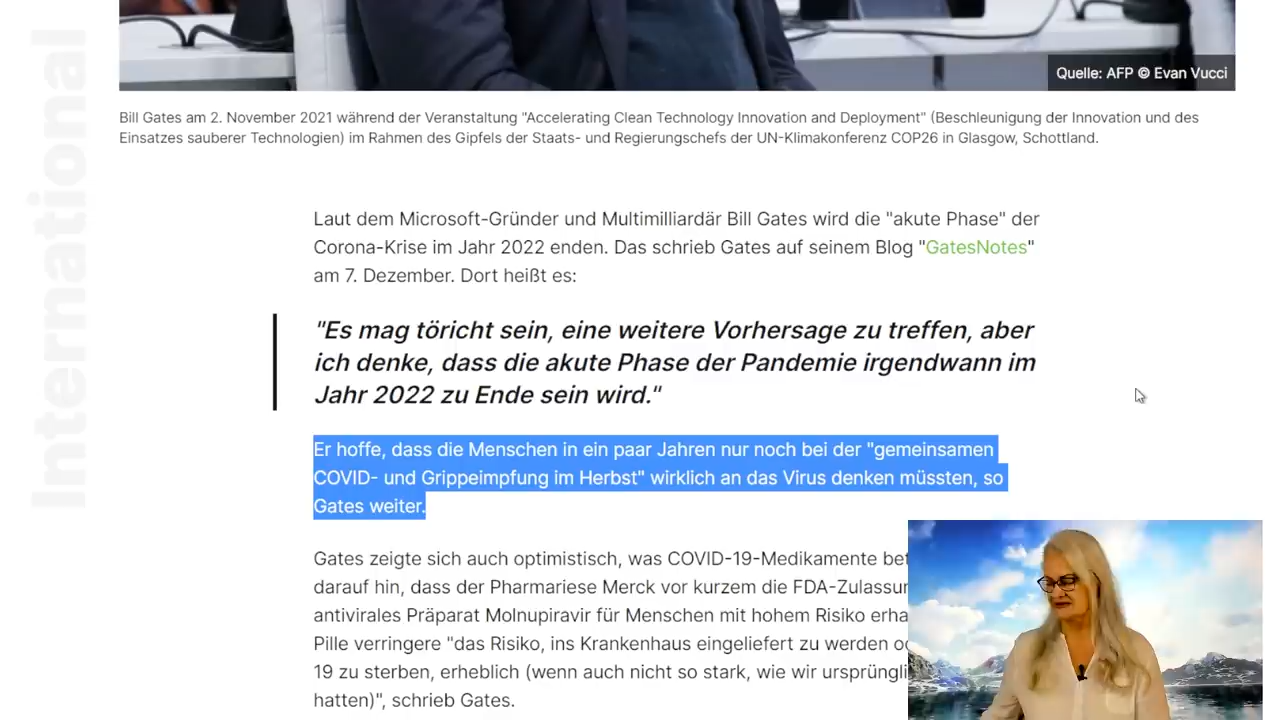 International
Quelle: AFP © Evan Vucci
Bill Gates am 2. November 2021 während der Veranstaltung "Accelerating Clean Technology Innovation and Deployment" (Beschleunigung der Innovation und des
Einsatzes sauberer Technologien) im Rahmen des Gipfels der Staats- und Regierungschefs der UN-Klimakonferenz COP26 in Glasgow, Schottland.
Laut dem Microsoft-Gründer und Multimilliardär Bill Gates wird die "akute Phase" der
Corona-Krise im Jahr 2022 enden. Das schrieb Gates auf seinem Blog "GatesNotes"
am 7. Dezember. Dort heißt es:
"Es mag töricht sein, eine weitere Vorhersage zu treffen, aber
ich denke, dass die akute Phase der Pandemie irgendwann im
Jahr 2022 zu Ende sein wird."
Er hoffe, dass die Menschen in ein paar Jahren nur noch bei der "gemeinsamen
COVID- und Grippeimpfung im Herbst" wirklich an das Virus denken müssten, so
Gates weiter.
Gates zeigte sich auch optimistisch, was COVID-19-Medikamente
darauf hin, dass der Pharmariese Merck vor kurzem die
antivirales Präparat Molnupiravir für Menschen mit hohem Risiko
Pille verringere "das Risiko, ins Krankenhaus eingeliefert zu werden
19 zu sterben, erheblich (wenn auch nicht so stark, wie wir
hatten)", schrieb Gates.